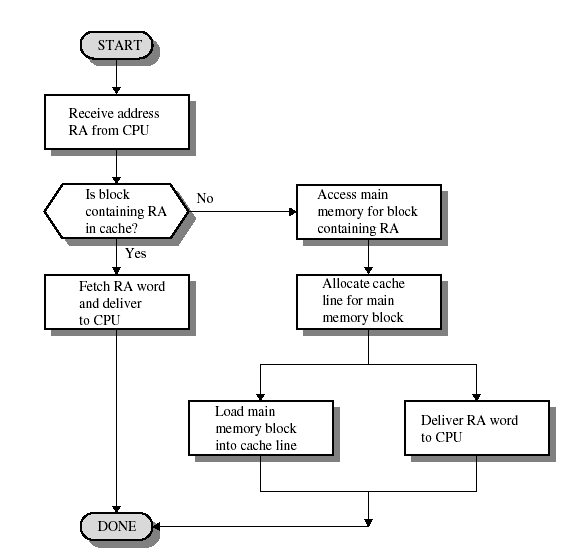 START
Receive address
RA from CPU
Is block
containing RA
in cache?
No
Access main
memory for block
containing RA
Yes
Fetch RA word
and deliver
to CPU
Allocate cache
line for main
memory block
Load main
memory block
into cache line
Deliver RA word
to CPU
DONE